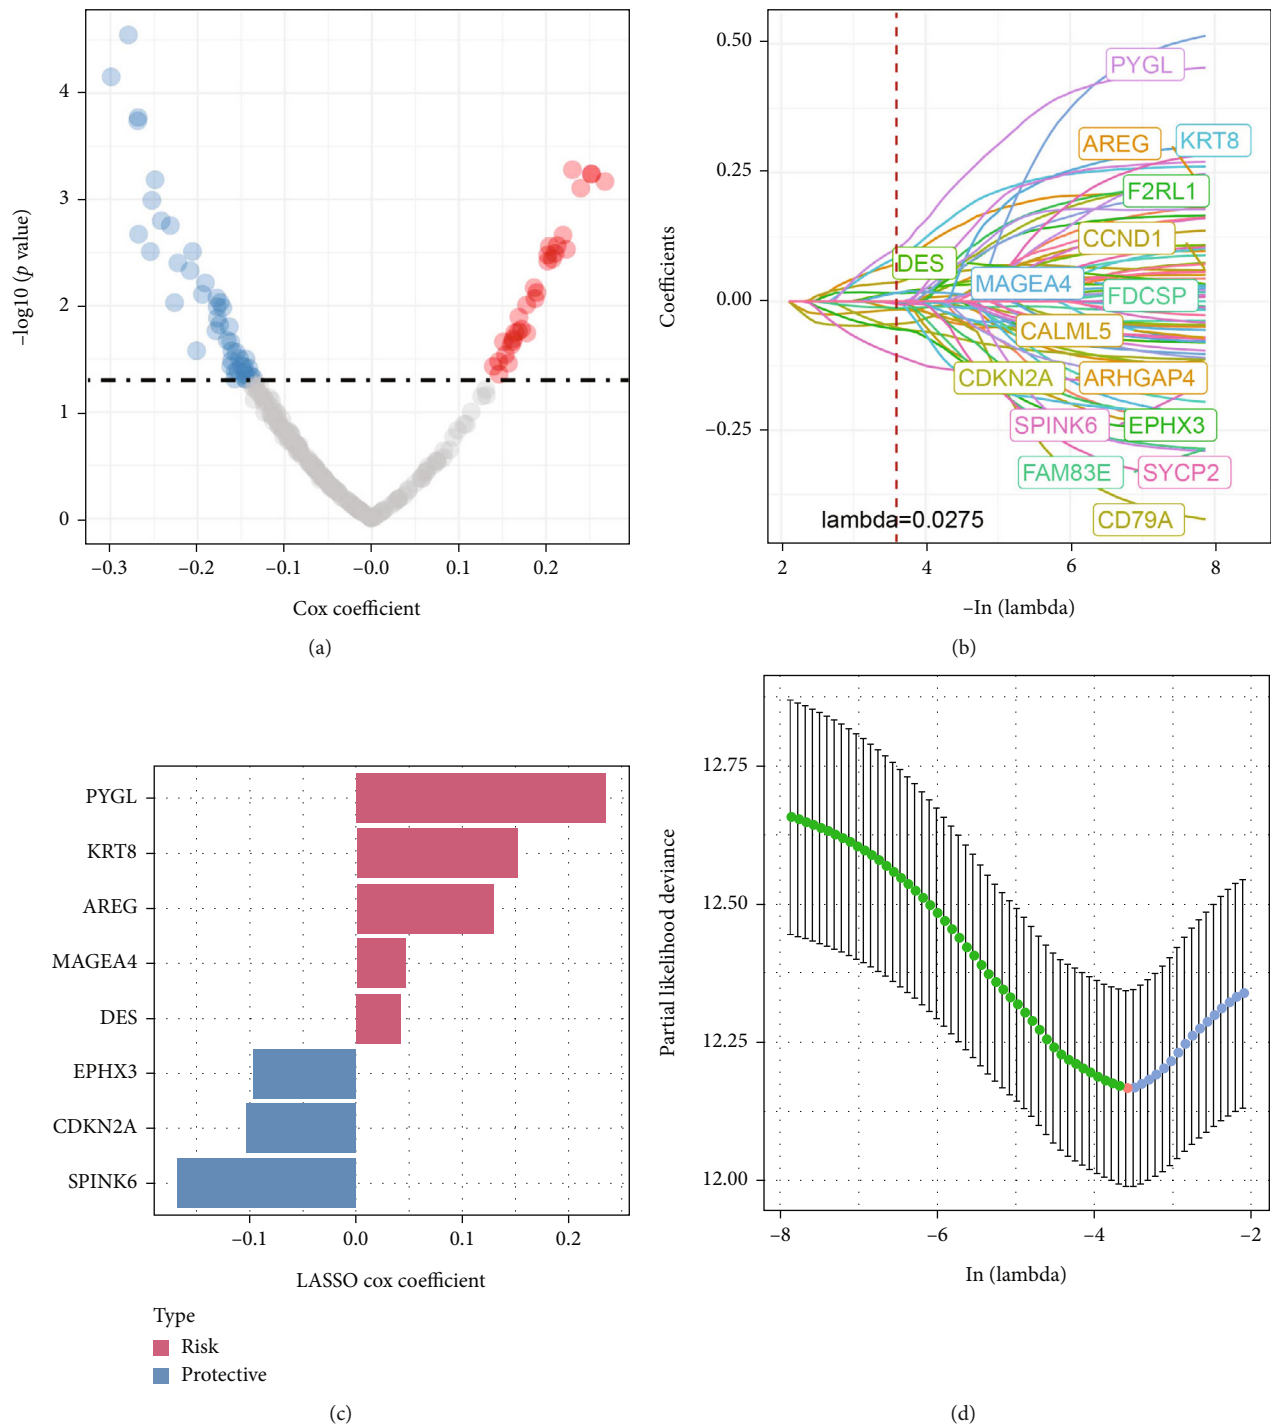 4
3
2
1
0
–log10 (p value)
–0.3
–0.2
–0.1
–0.0
0.1
0.2
Cox coefficient
(a)
0.50
0.25
0.00
–0.25
Coefficients
PYGL
AREG
KRT8
F2RL1
CCND1
DES
MAGEA4
FDCSP
CALML5
CDKN2A
ARHGAP4
SPINK6
EPHX3
FAM83E
SYCP2
CD79A
lambda=0.0275
2
4
6
8
–In (lambda)
(b)
PYGL
KRT8
AREG
MAGEA4
DES
EPHX3
CDKN2A
SPINK6
–0.1
0.0
0.1
0.2
LASSO cox coefficient
Type
Risk
Protective
(c)
12.75
12.50
12.25
12.00
Partial likelihood deviance
–8
–6
–4
–2
In (lambda)
(d)